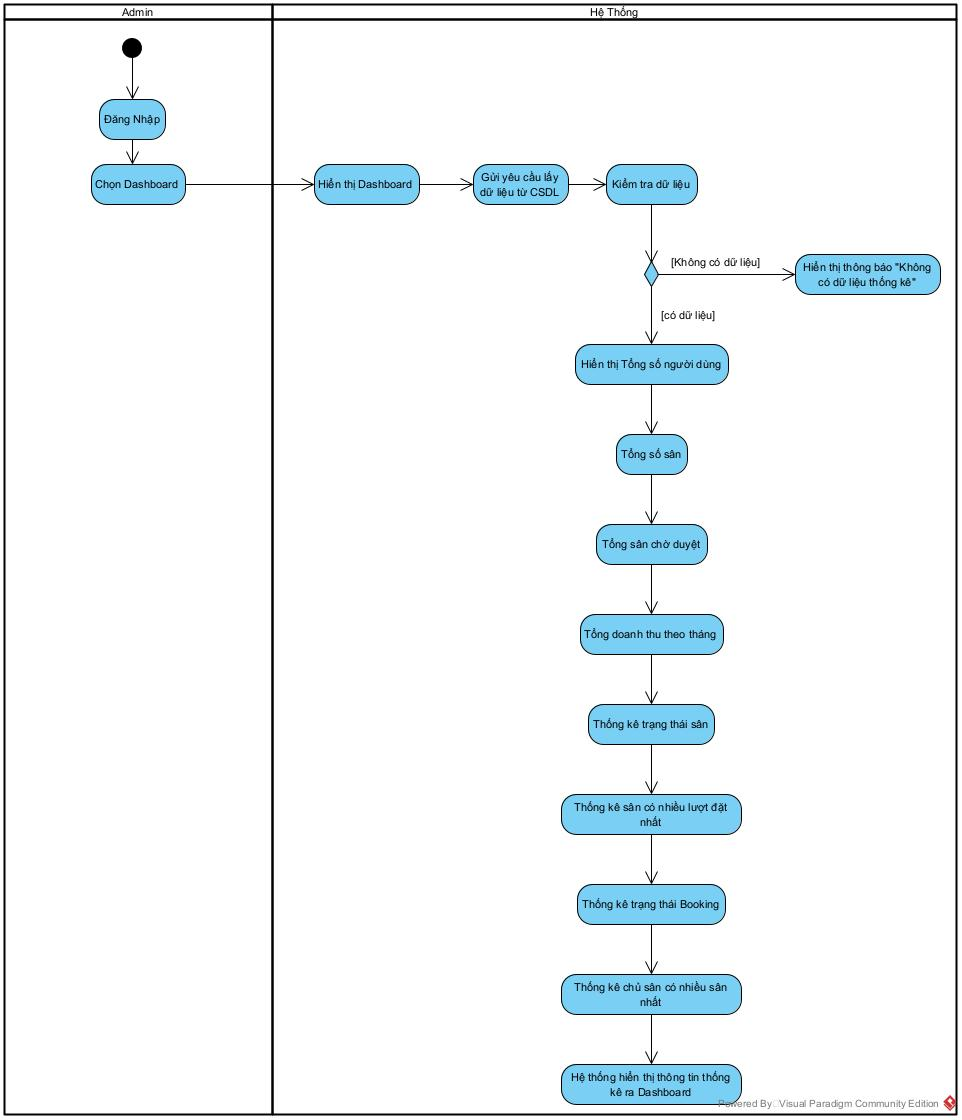 Admin
Hệ Thống
Đăng Nhập
Chọn Dashboard
Hiển thị Dashboard
Gửi yêu cầu lấy
dữ liệu từ CSDL
Kiểm tra dữ liệu
[Không có dữ liệu]
Hiển thị thông báo "Không
có dữ liệu thống kê"
[có dữ liệu]
Hiển thị Tổng số người dùng
Tổng số sân
Tổng sân chờ duyệt
Tổng doanh thu theo tháng
Thống kê trạng thái sân
Thống kê sân có nhiều lượt đặt
nhất
Thống kê trạng thái Booking
Thống kê chủ sân có nhiều sân
nhất
Hệ thống hiển thị thông tin thống
kê ra Dashboard
Powered By Visual Paradigm Community Edition